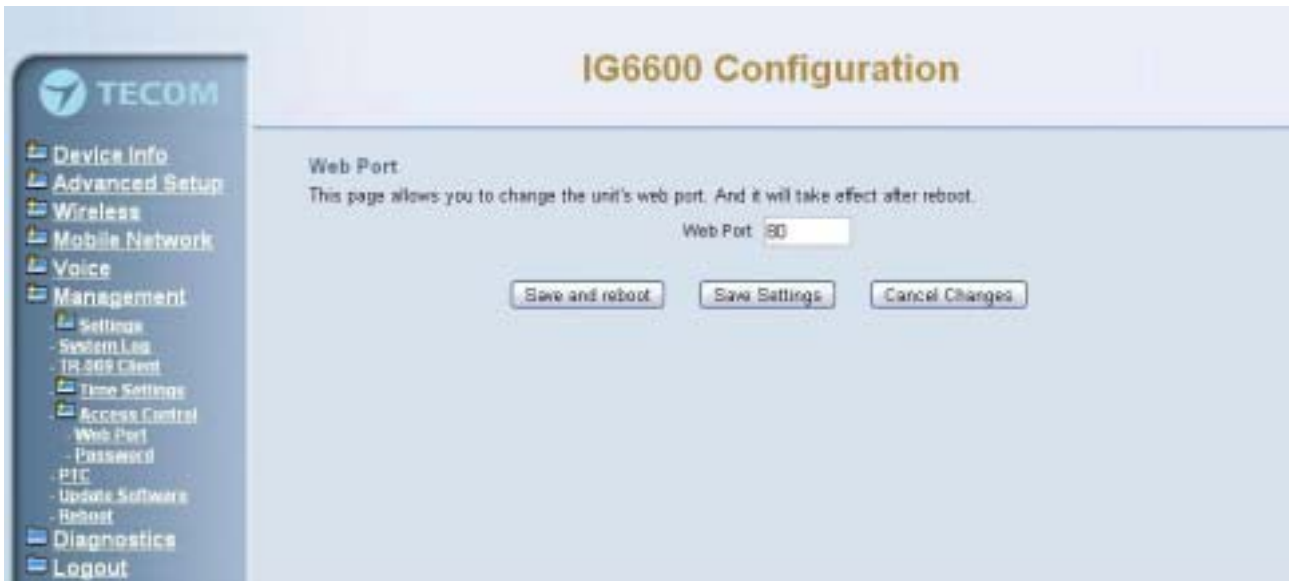 TECOM
IG6600 Configuration
Device Info
Advanced Setup
Wireless
Mobile Network
Voice
Management
Settings
- System Log
- TR-069 Client
- Time Settings
- Access Control
- Web Port
- Password
- PTC
- Update Software
- Reboot
Diagnostics
Logout
Web Port
This page allows you to change the unit's web port. And it will take effect after reboot.
Web Port 80
Save and reboot Save Settings Cancel Changes